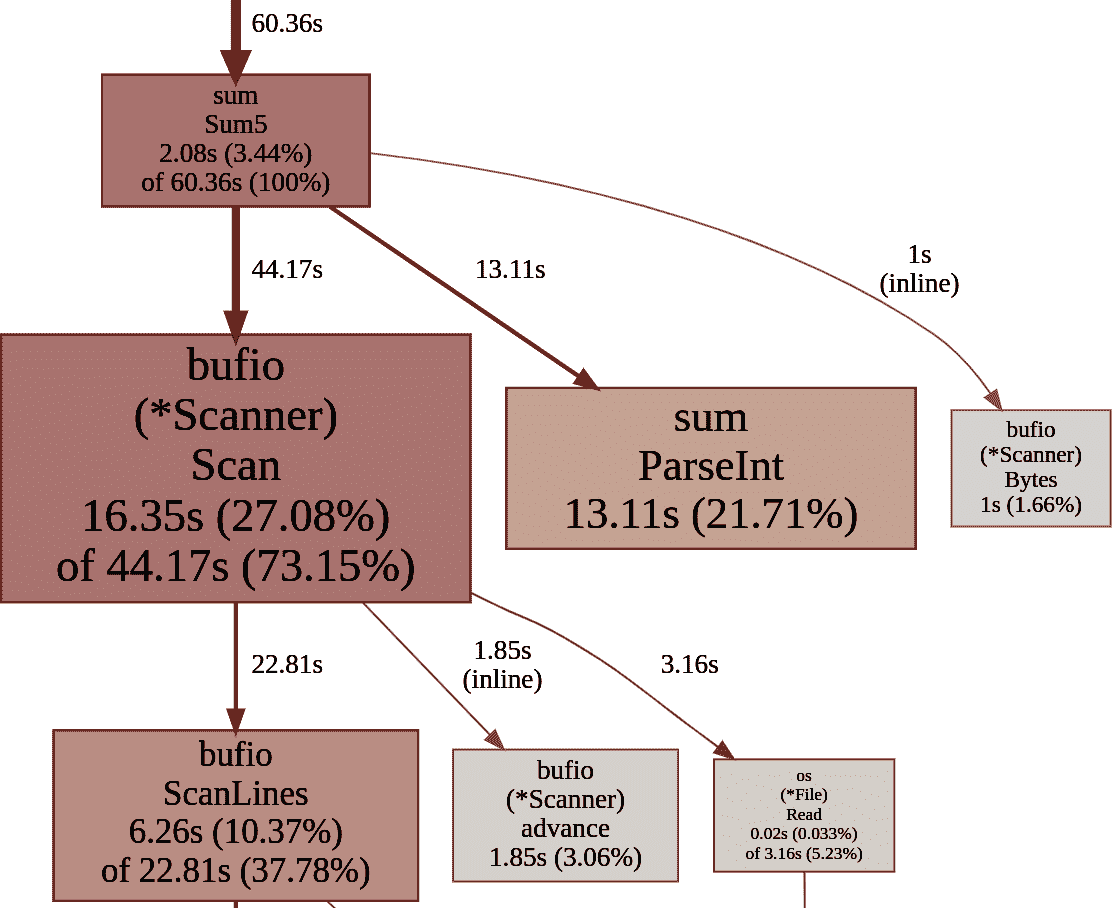 60.36s
sum
Sum5
2.08s (3.44%)
of 60.36s (100%)
44.17s
13.11s
1s
(inline)
bufio
(*Scanner)
Scan
16.35s (27.08%)
of 44.17s (73.15%)
sum
ParseInt
13.11s (21.71%)
bufio
(*Scanner)
Bytes
1s (1.66%)
22.81s
1.85s
(inline)
3.16s
bufio
ScanLines
6.26s (10.37%)
of 22.81s (37.78%)
bufio
(*Scanner)
advance
1.85s (3.06%)
os
(*File)
Read
0.02s (0.033%)
of 3.16s (5.23%)